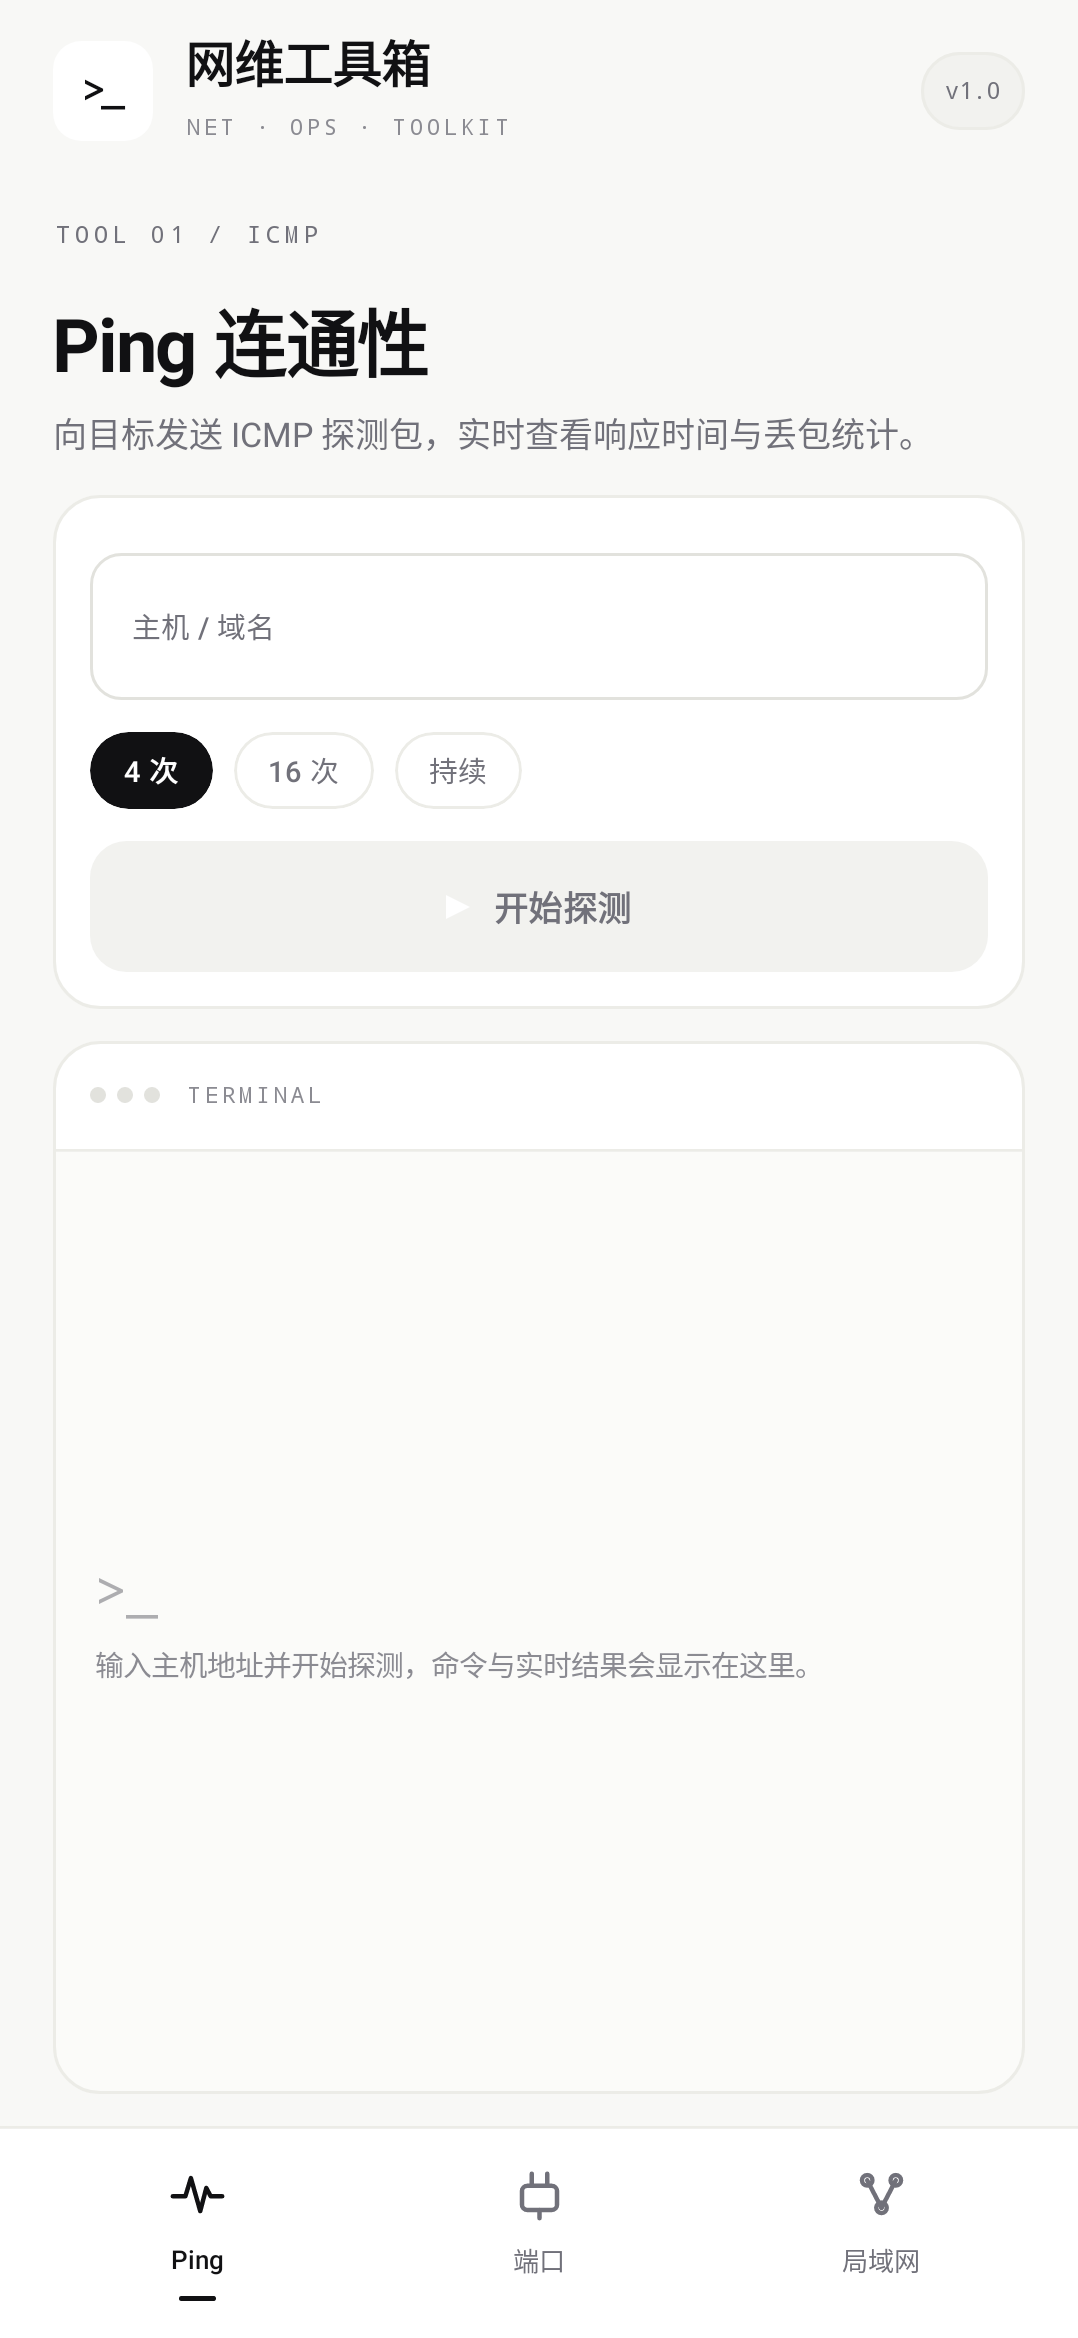 >_
网维工具箱
NET · OPS · TOOLKIT
v1.0
TOOL 01 / ICMP
Ping 连通性
向目标发送 ICMP 探测包，实时查看响应时间与丢包统计。
主机 / 域名
4 次
16 次
持续
开始探测
TERMINAL
>_
输入主机地址并开始探测，命令与实时结果会显示在这里。
Ping
端口
局域网